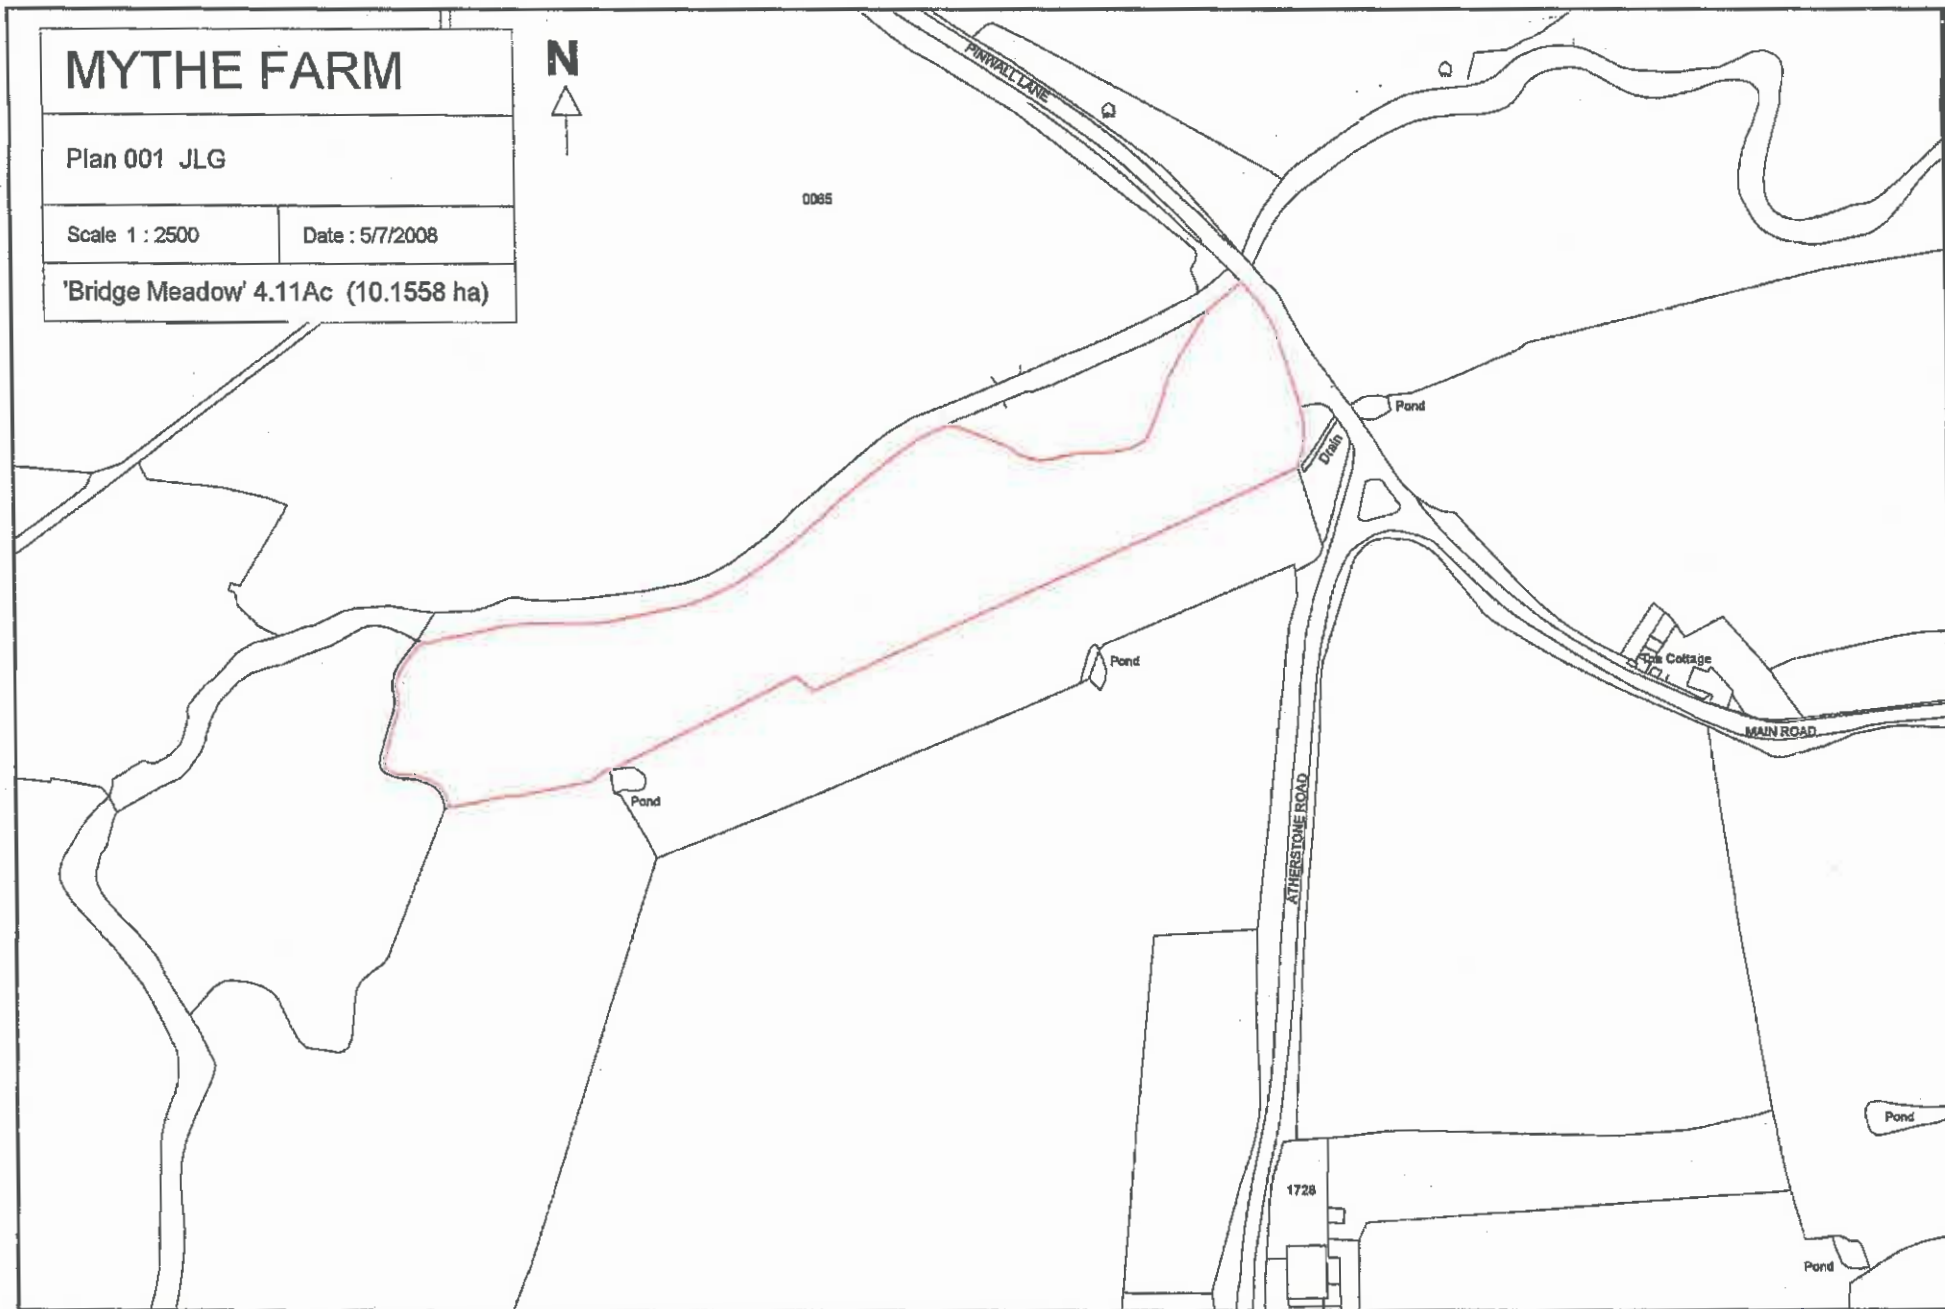 MYTHE FARM
Plan 001 JLG
Scale 1 : 2500
Date : 5/7/2008
'Bridge Meadow' 4.11Ac (10.1558 ha)
N
PINWALL LANE
0065
Pond
Drain
Pond
The Cottage
MAIN ROAD
Pond
ATHERSTONE ROAD
Pond
1728
Pond